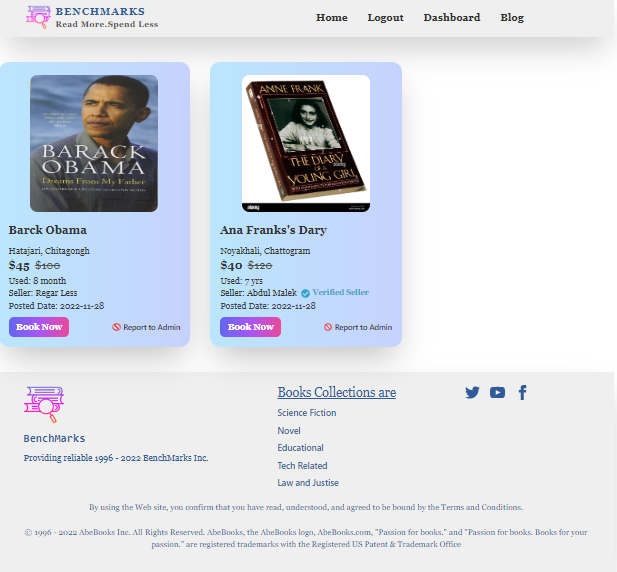 BENCHMARKS
Read More.Spend Less
Home Logout Dashboard Blog
BARACK
OBAMA
Dreams From My Father
ANNE FRANK
THE DIARY
OF A
YOUNG GIRL
alamy
Barck Obama
Hatajari, Chitagongh
$45 $100
Used: 8 month
Seller: Regar Less
Posted Date: 2022-11-28
Book Now Report to Admin
Ana Franks's Dary
Noyakhali, Chattogram
$40 $120
Used: 7 yrs
Seller: Abdul Malek Verified Seller
Posted Date: 2022-11-28
Book Now Report to Admin
BenchMarks
Providing reliable 1996 - 2022 BenchMarks Inc.
Books Collections are
Science Fiction
Novel
Educational
Tech Related
Law and Justise
By using the Web site, you confirm that you have read, understood, and agreed to be bound by the Terms and Conditions.
© 1996 - 2022 AbeBooks Inc. All Rights Reserved. AbeBooks, the AbeBooks logo, AbeBooks.com, "Passion for books." and "Passion for books. Books for your
passion." are registered trademarks with the Registered US Patent & Trademark Office